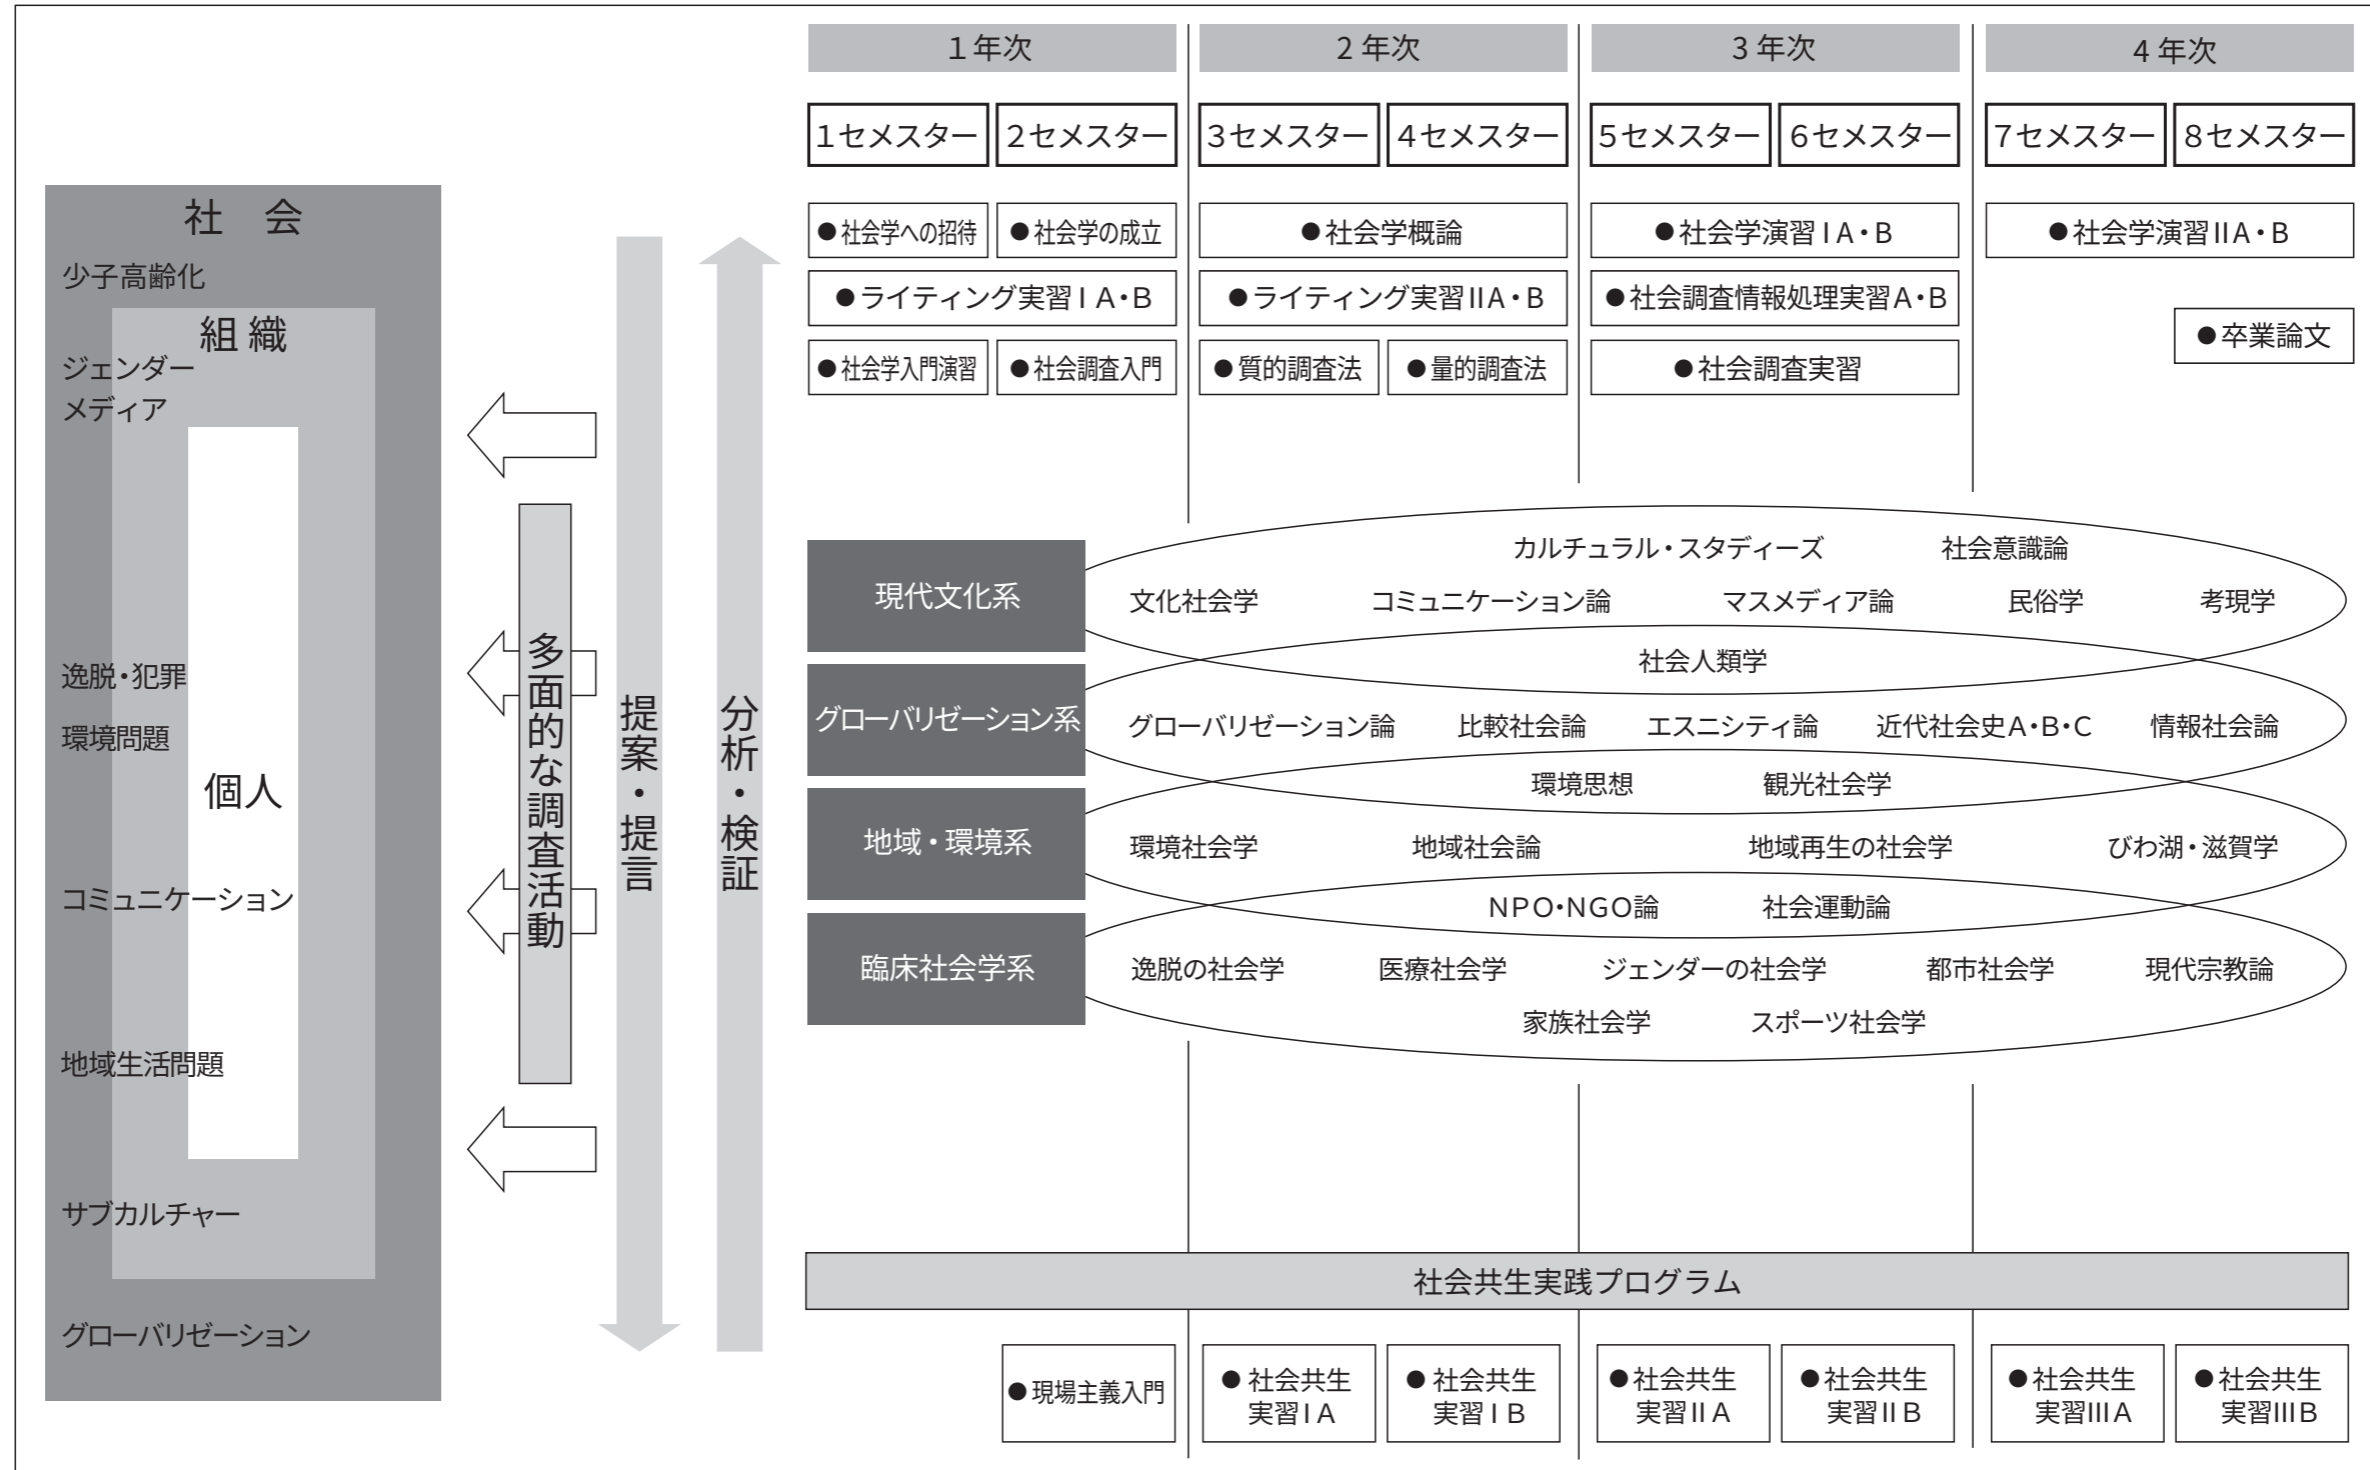 1年次
2年次
3年次
4年次
1セメスター
2セメスター
3セメスター
4セメスター
5セメスター
6セメスター
7セメスター
8セメスター
●社会学への招待
●社会学の成立
●社会学概論
●社会学演習ⅠA・B
●社会学演習ⅡA・B
●ライティング実習ⅠA・B
●ライティング実習ⅡA・B
●社会調査情報処理実習A・B
●卒業論文
●社会学入門演習
●社会調査入門
●質的調査法
●量的調査法
●社会調査実習
社 会
少子高齢化
組織
ジェンダー
メディア
逸脱・犯罪
環境問題
個人
コミュニケーション
地域生活問題
サブカルチャー
グローバリゼーション
多面的な調査活動
提案・提言
分析・検証
現代文化系
カルチュラル・スタディーズ
社会意識論
文化社会学
コミュニケーション論
マスメディア論
民俗学
考現学
社会人類学
グローバリゼーション系
グローバリゼーション論
比較社会論
エスニシティ論
近代社会史A・B・C
情報社会論
環境思想
観光社会学
地域・環境系
環境社会学
地域社会論
地域再生の社会学
びわ湖・滋賀学
NPO・NGO論
社会運動論
臨床社会学系
逸脱の社会学
医療社会学
ジェンダーの社会学
都市社会学
現代宗教論
家族社会学
スポーツ社会学
社会共生実践プログラム
●現場主義入門
●社会共生
実習ⅠA
●社会共生
実習ⅠB
●社会共生
実習ⅡA
●社会共生
実習ⅡB
●社会共生
実習ⅢA
●社会共生
実習ⅢB